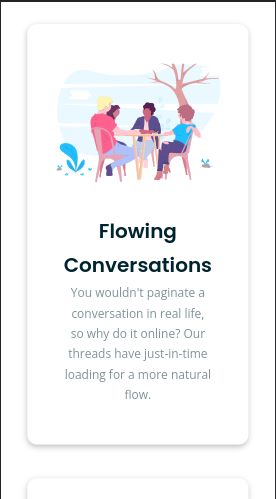 Flowing
Conversations
You wouldn't paginate a
conversation in real life,
so why do it online? Our
threads have just-in-time
loading for a more natural
flow.